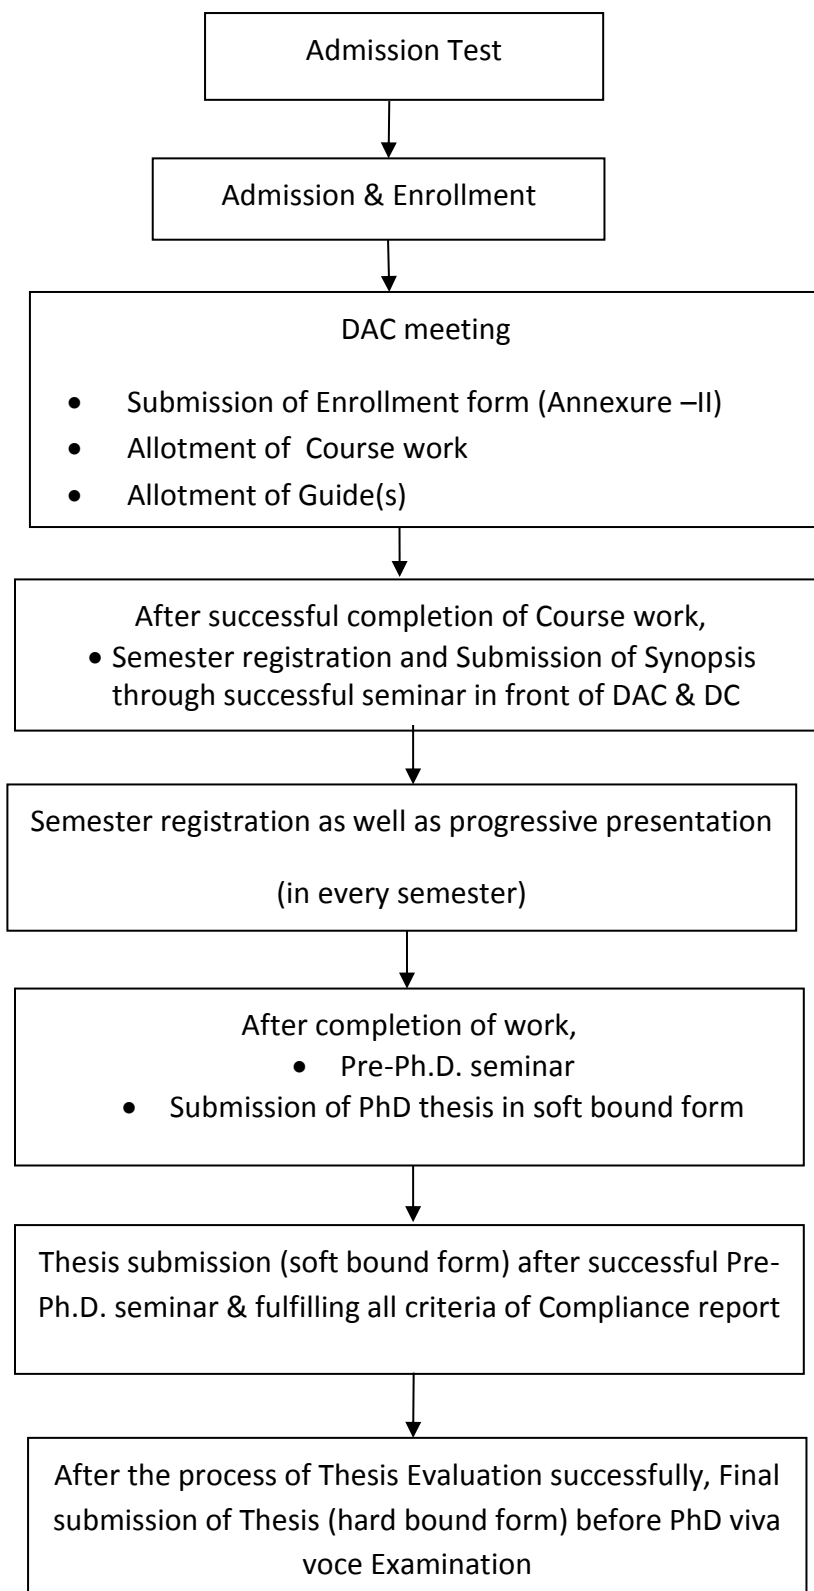 Admission Test
Admission & Enrollment
DAC meeting
• Submission of Enrollment form (Annexure –II)
• Allotment of  Course work
• Allotment of Guide(s)
After successful completion of Course work,
• Semester registration and Submission of Synopsis
through successful seminar in front of DAC & DC
Semester registration as well as progressive presentation
(in every semester)
After completion of work,
• Pre-Ph.D. seminar
• Submission of PhD thesis in soft bound form
Thesis submission (soft bound form) after successful Pre-
Ph.D. seminar & fulfilling all criteria of Compliance report
After the process of Thesis Evaluation successfully, Final
submission of Thesis (hard bound form) before PhD viva
voce Examination